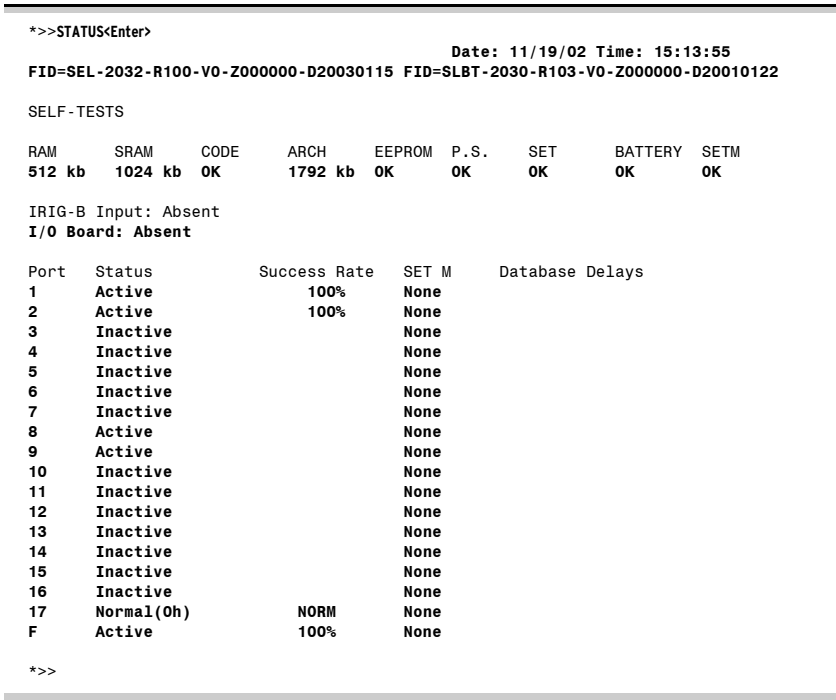 *>>STATUS<Enter>
Date: 11/19/02 Time: 15:13:55
FID=SEL-2032-R100-V0-Z000000-D20030115 FID=SLBT-2030-R103-V0-Z000000-D20010122
SELF-TESTS
RAM SRAM CODE ARCH EEPROM P.S. SET BATTERY SETM
512 kb 1024 kb OK 1792 kb OK OK OK OK OK
IRIG-B Input: Absent
I/O Board: Absent
Port Status Success Rate SET M Database Delays
1 Active 100% None
2 Active 100% None
3 Inactive None
4 Inactive None
5 Inactive None
6 Inactive None
7 Inactive None
8 Active None
9 Active None
10 Inactive None
11 Inactive None
12 Inactive None
13 Inactive None
14 Inactive None
15 Inactive None
16 Inactive None
17 Normal(0h) NORM None
F Active 100% None
*>>